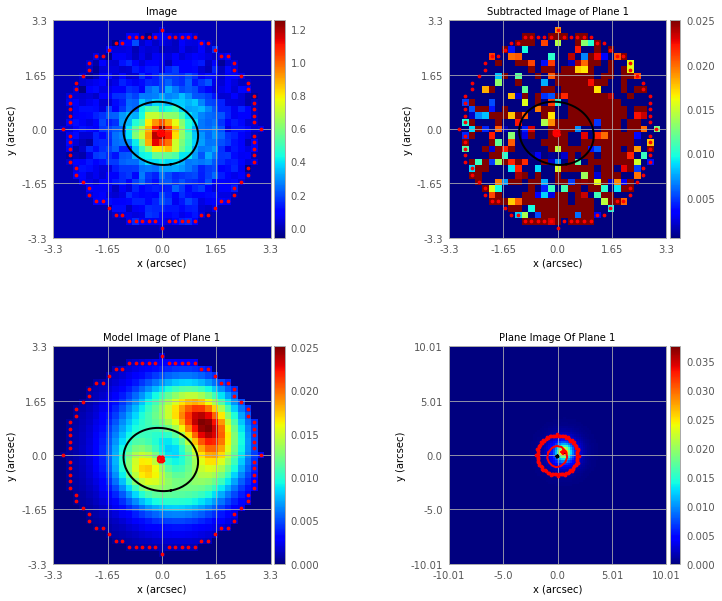 Image
Subtracted Image of Plane 1
3.3
1.65
0.0
-1.65
-3.3
y (arcsec)
-3.3 -1.65 0.0 1.65 3.3
x (arcsec)
1.2
1.0
0.8
0.6
0.4
0.2
0.0
3.3
1.65
0.0
-1.65
-3.3
y (arcsec)
-3.3 -1.65 0.0 1.65 3.3
x (arcsec)
0.025
0.020
0.015
0.010
0.005
Model Image of Plane 1
Plane Image Of Plane 1
3.3
1.65
0.0
-1.65
-3.3
y (arcsec)
-3.3 -1.65 0.0 1.65 3.3
x (arcsec)
0.025
0.020
0.015
0.010
0.005
0.000
10.01
5.01
0.0
-5.0
-10.01
y (arcsec)
-10.01 -5.0 0.0 5.01 10.01
x (arcsec)
0.035
0.030
0.025
0.020
0.015
0.010
0.005
0.000